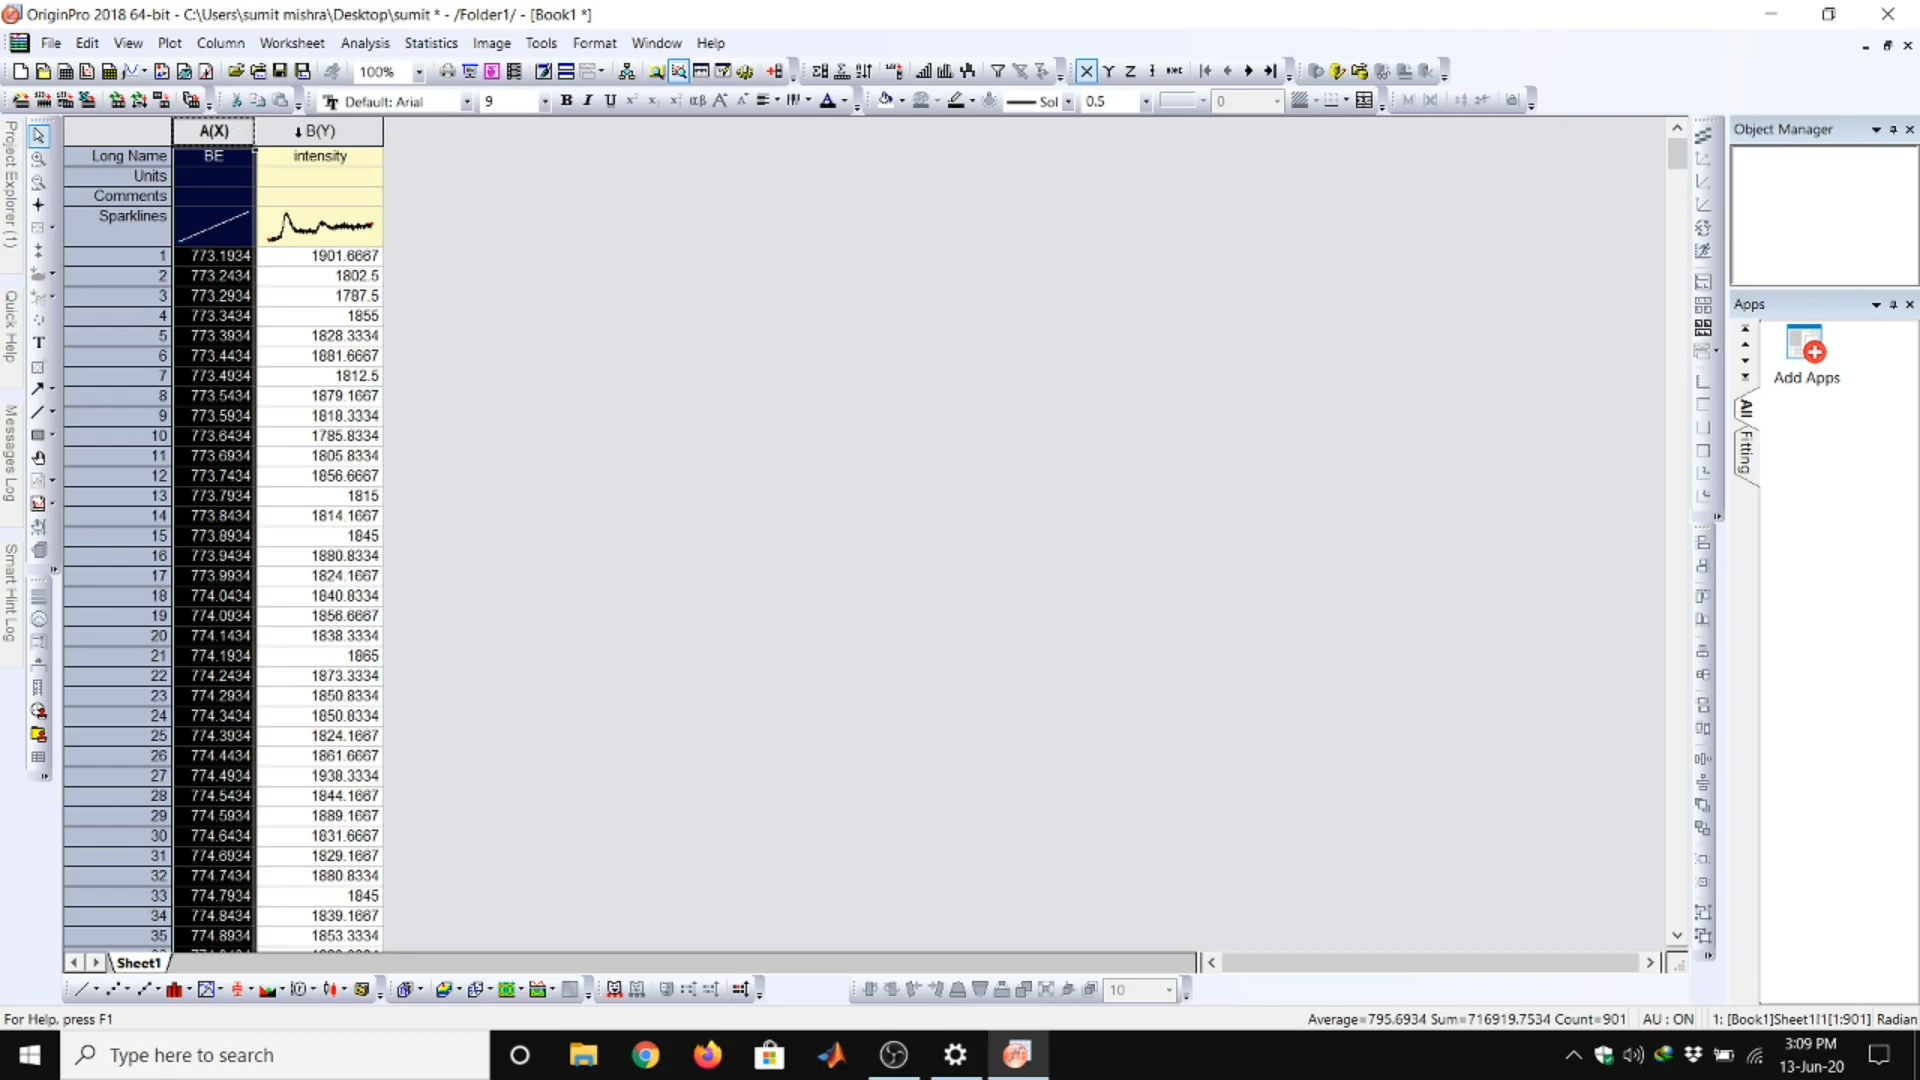 OriginPro 2018 64-bit - C:\Users\sumit mishra\Desktop\sumit * - /Folder1/ - [Book1 *]
File Edit View Plot Column Worksheet Analysis Statistics Image Tools Format Window Help
100%
Default: Arial 9 B I U αβ A Sol 0.5 0
Project Explorer (1)
Quick Help
Messages Log
Smart Hint Log
A(X) B(Y)
Long Name BE intensity
Units
Comments
Sparklines
1 773.1934 1901.6667
2 773.2434 1802.5
3 773.2934 1787.5
4 773.3434 1855
5 773.3934 1828.3334
6 773.4434 1881.6667
7 773.4934 1812.5
8 773.5434 1879.1667
9 773.5934 1818.3334
10 773.6434 1785.8334
11 773.6934 1805.8334
12 773.7434 1856.6667
13 773.7934 1815
14 773.8434 1814.1667
15 773.8934 1845
16 773.9434 1880.8334
17 773.9934 1824.1667
18 774.0434 1840.8334
19 774.0934 1856.6667
20 774.1434 1838.3334
21 774.1934 1865
22 774.2434 1873.3334
23 774.2934 1850.8334
24 774.3434 1850.8334
25 774.3934 1824.1667
26 774.4434 1861.6667
27 774.4934 1938.3334
28 774.5434 1844.1667
29 774.5934 1889.1667
30 774.6434 1831.6667
31 774.6934 1829.1667
32 774.7434 1880.8334
33 774.7934 1845
34 774.8434 1839.1667
35 774.8934 1853.3334
Sheet1
Object Manager
Apps
Add Apps
All
Fitting
10
For Help, press F1
Average=795.6934 Sum=716919.7534 Count=901 AU : ON 1: [Book1]Sheet1!1[1:901] Radian
Type here to search
3:09 PM
13-Jun-20